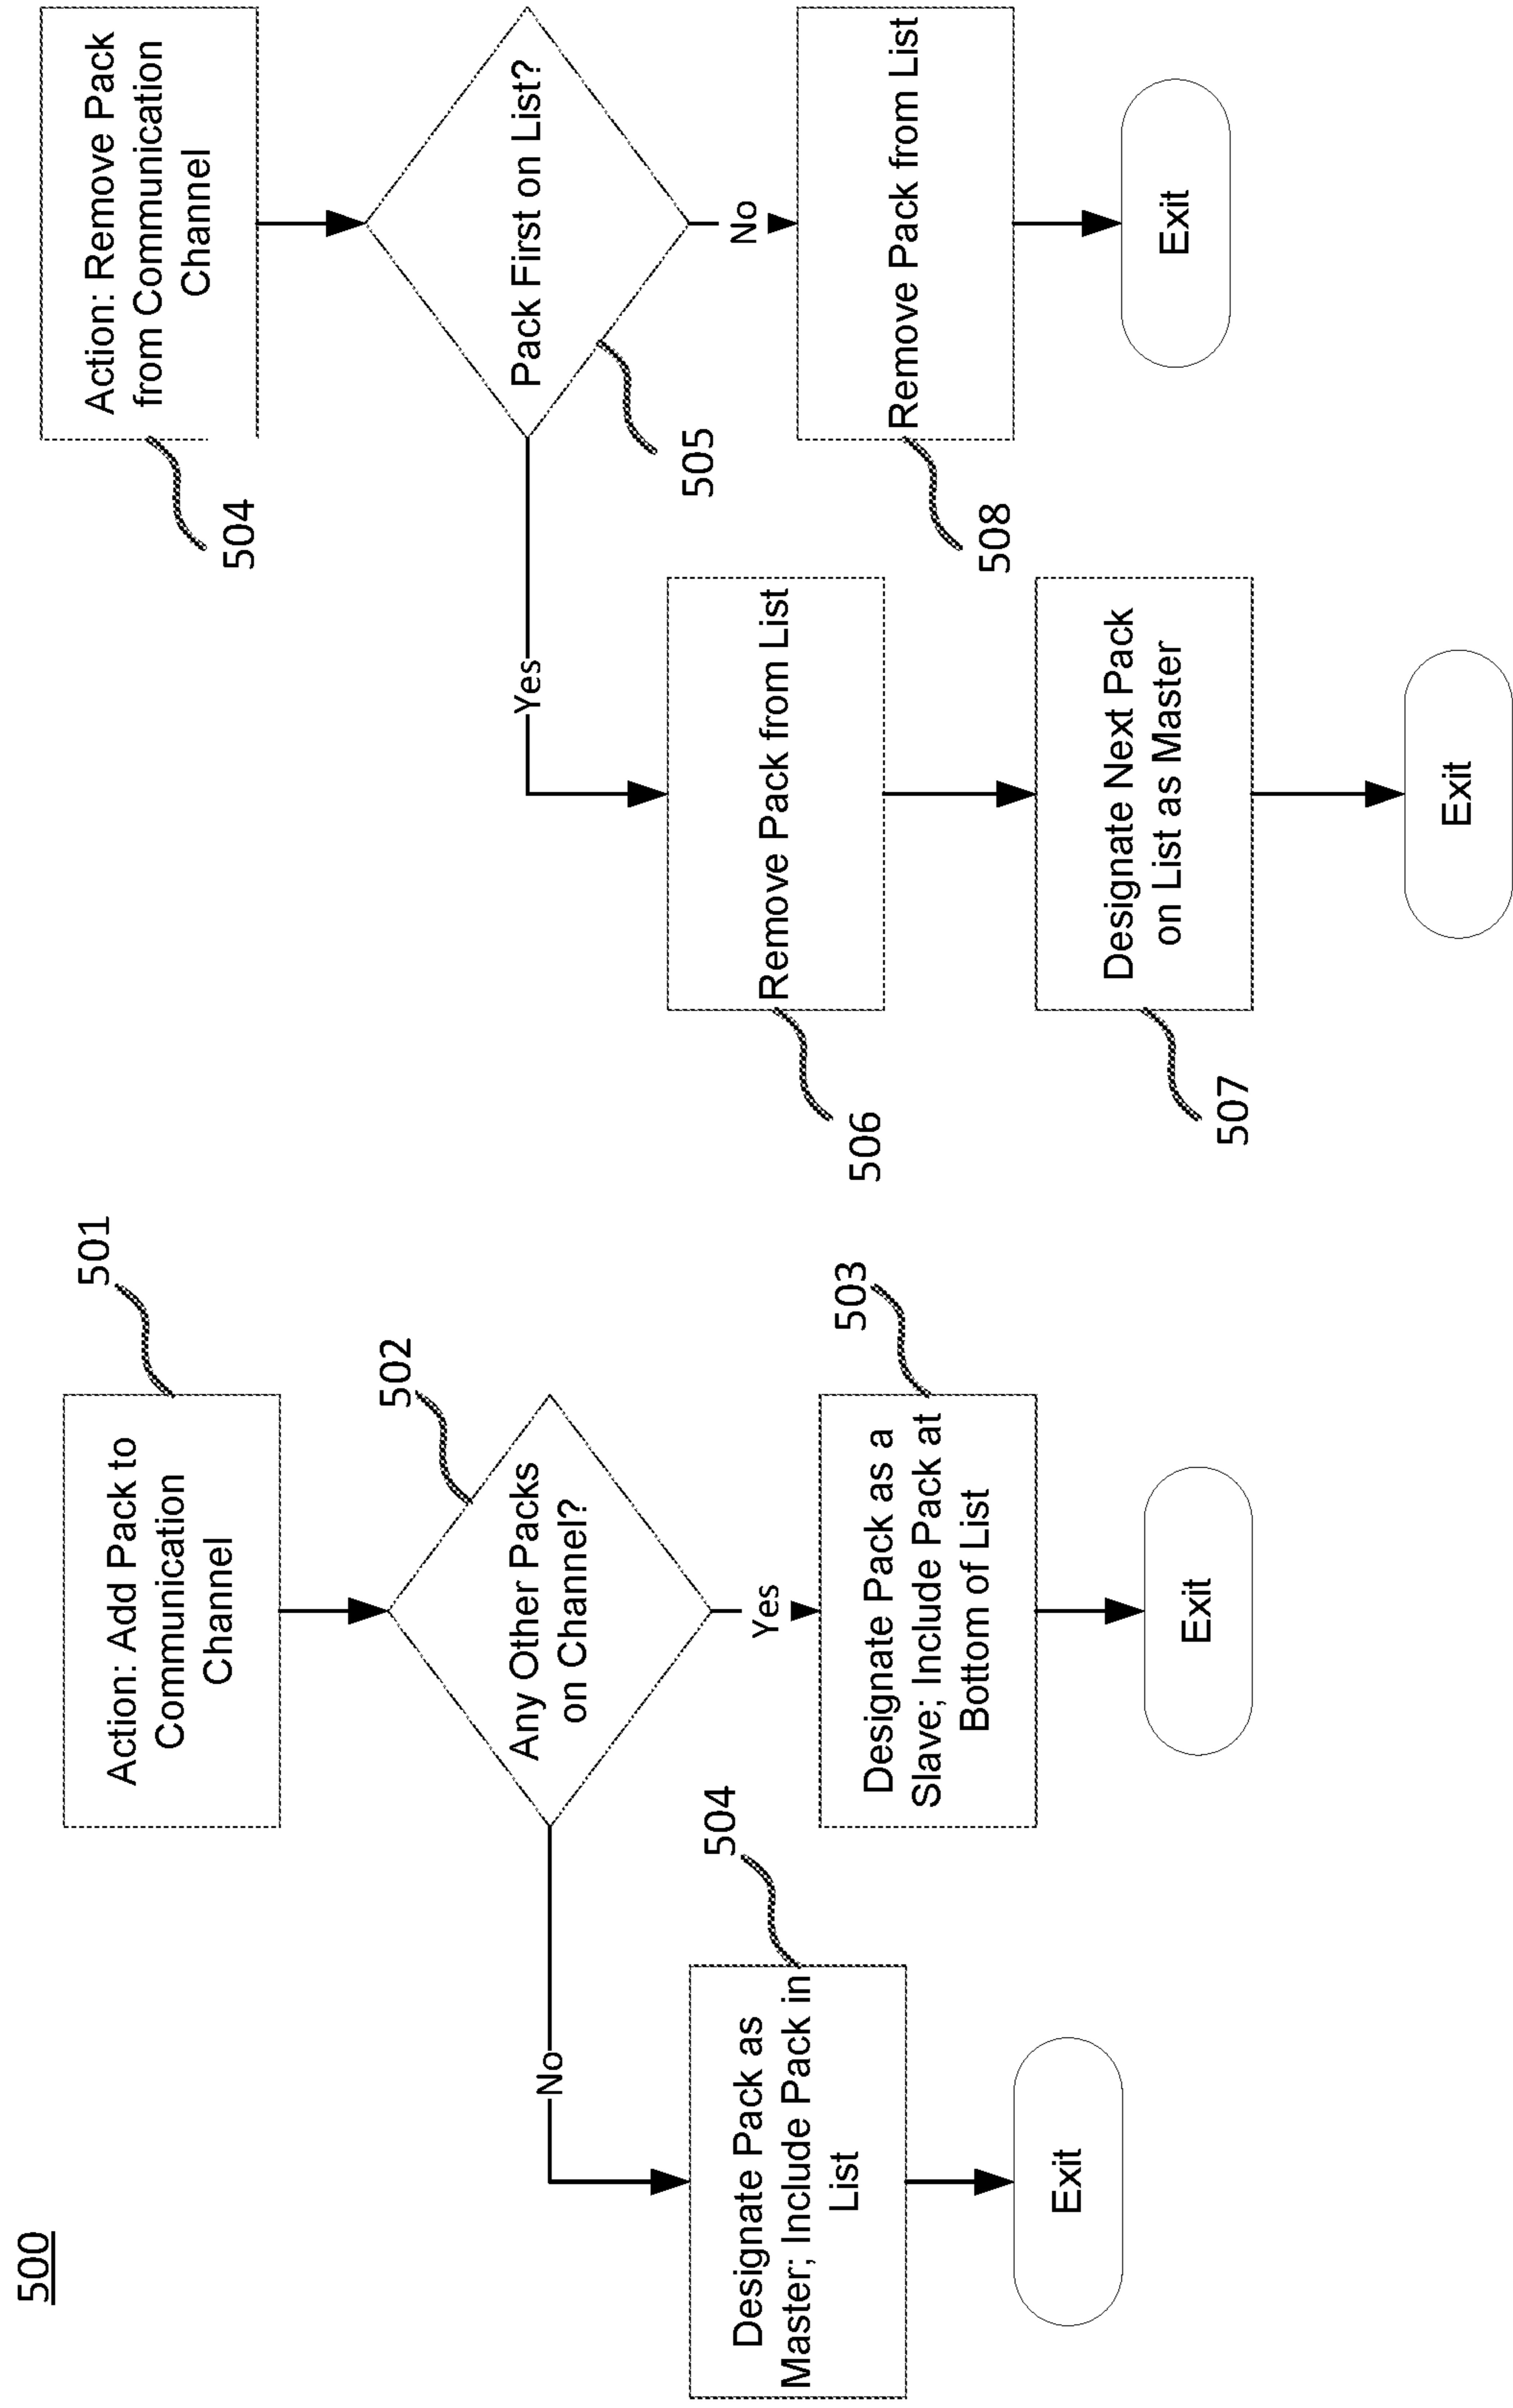 500
Action: Add Pack to
Communication
Channel
501
Any Other Packs
on Channel?
502
No
Yes
Designate Pack as
Master; Include Pack in
List
504
Exit
Designate Pack as a
Slave; Include Pack at
Bottom of List
503
Exit
Action: Remove Pack
from Communication
Channel
504
Pack First on List?
505
Yes
No
Remove Pack from List
506
Designate Next Pack
on List as Master
507
Exit
Remove Pack from List
508
Exit